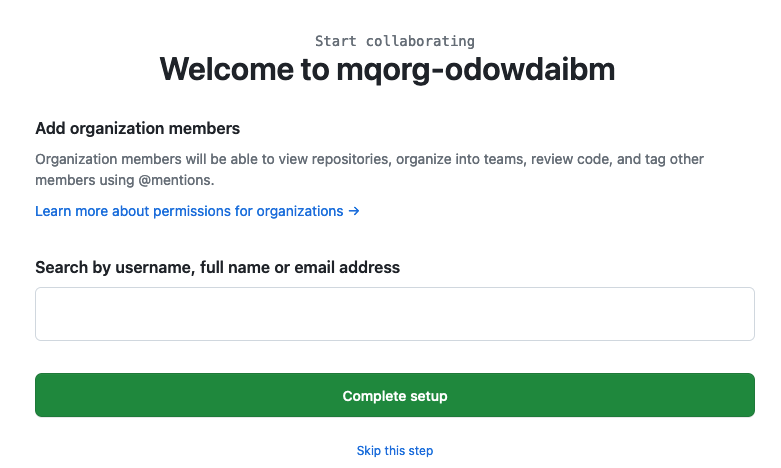 Start collaborating
Welcome to mqorg-odowdaibm
Add organization members
Organization members will be able to view repositories, organize into teams, review code, and tag other
members using @mentions.
Learn more about permissions for organizations →
Search by username, full name or email address
Complete setup
Skip this step